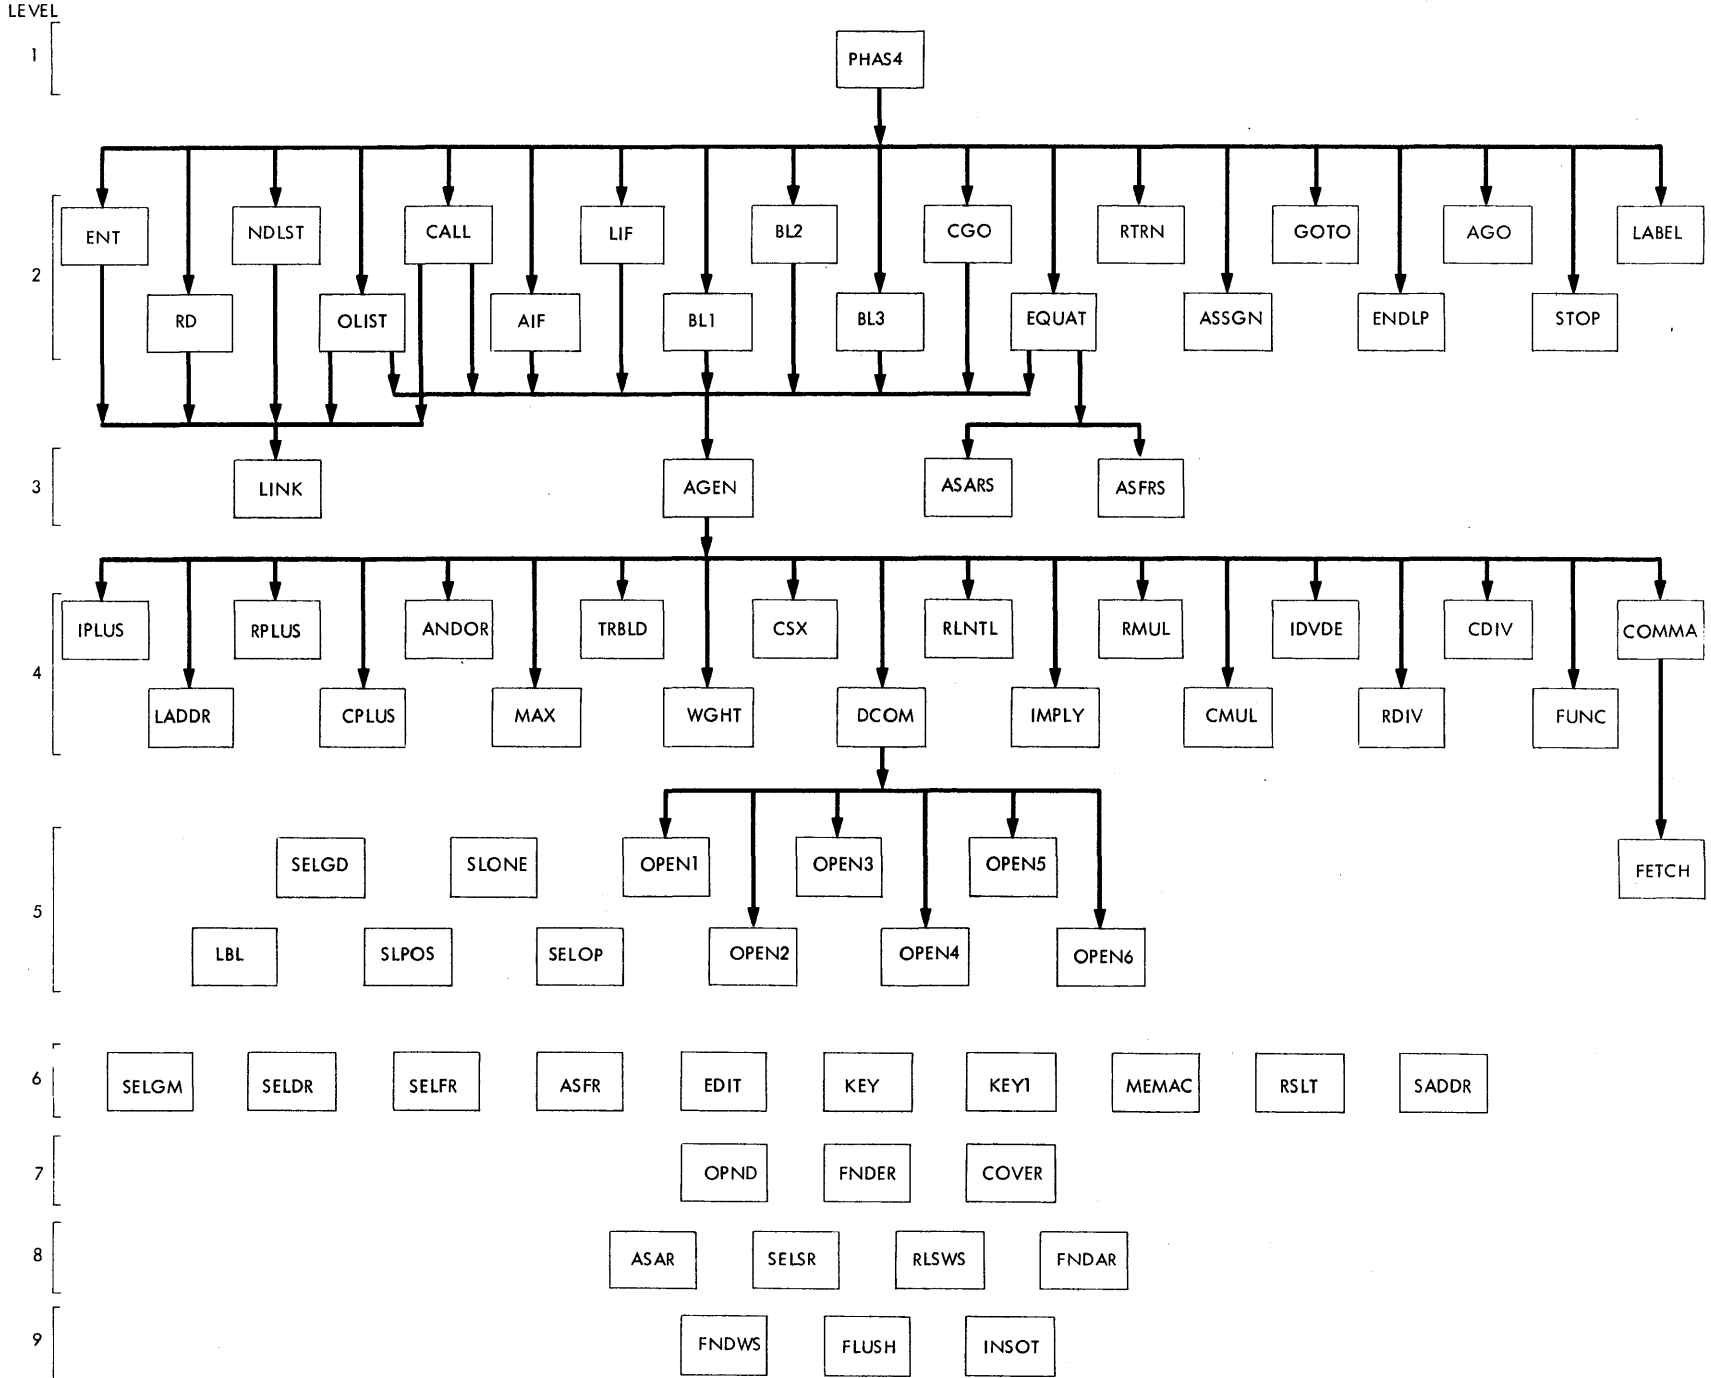 LEVEL
1
PHAS4
2
ENT NDLST CALL LIF BL2 CGO RTRN GOTO AGO LABEL
RD OLIST AIF BL1 BL3 EQUAT ASSGN ENDLP STOP
3
LINK AGEN ASARS ASFRS
4
IPLUS RPLUS ANDOR TRBLD CSX RLNTL RMUL IDVDE CDIV COMMA
LADDR CPLUS MAX WGHT DCOM IMPLY CMUL RDIV FUNC
5
SELGD SLONE OPEN1 OPEN3 OPEN5 FETCH
LBL SLPOS SELOP OPEN2 OPEN4 OPEN6
6
SELGM SELDR SELFR ASFR EDIT KEY KEY1 MEMAC RSLT SADDR
7
OPND FNDER COVER
8
ASAR SELSR RLSWS FNDAR
9
FNDWS FLUSH INSOT